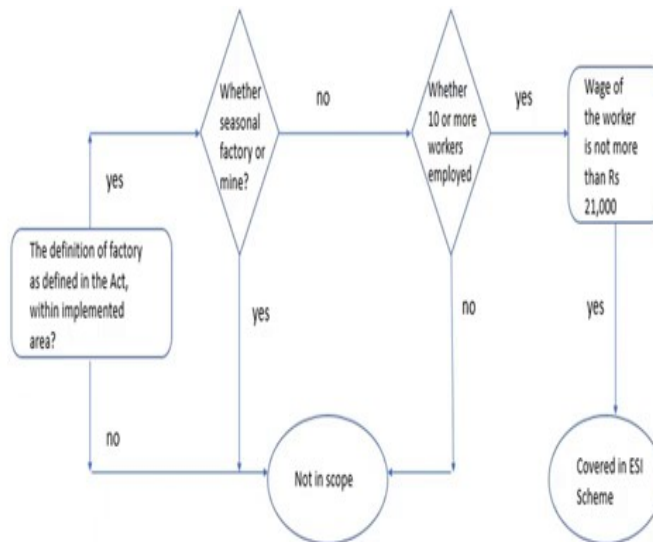 Whether
seasonal
factory or
mine?
no
Whether
10 or more
workers
employed
yes
Wage of
the worker
is not more
than Rs
21,000
yes
The definition of factory
as defined in the Act,
within implemented
area?
yes
no
yes
no
Not in scope
Covered in ESI
Scheme